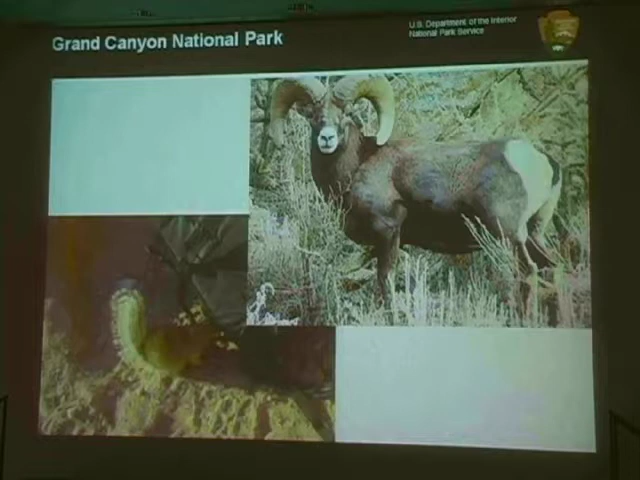 Grand Canyon National Park
U.S. Department of the Interior
National Park Service